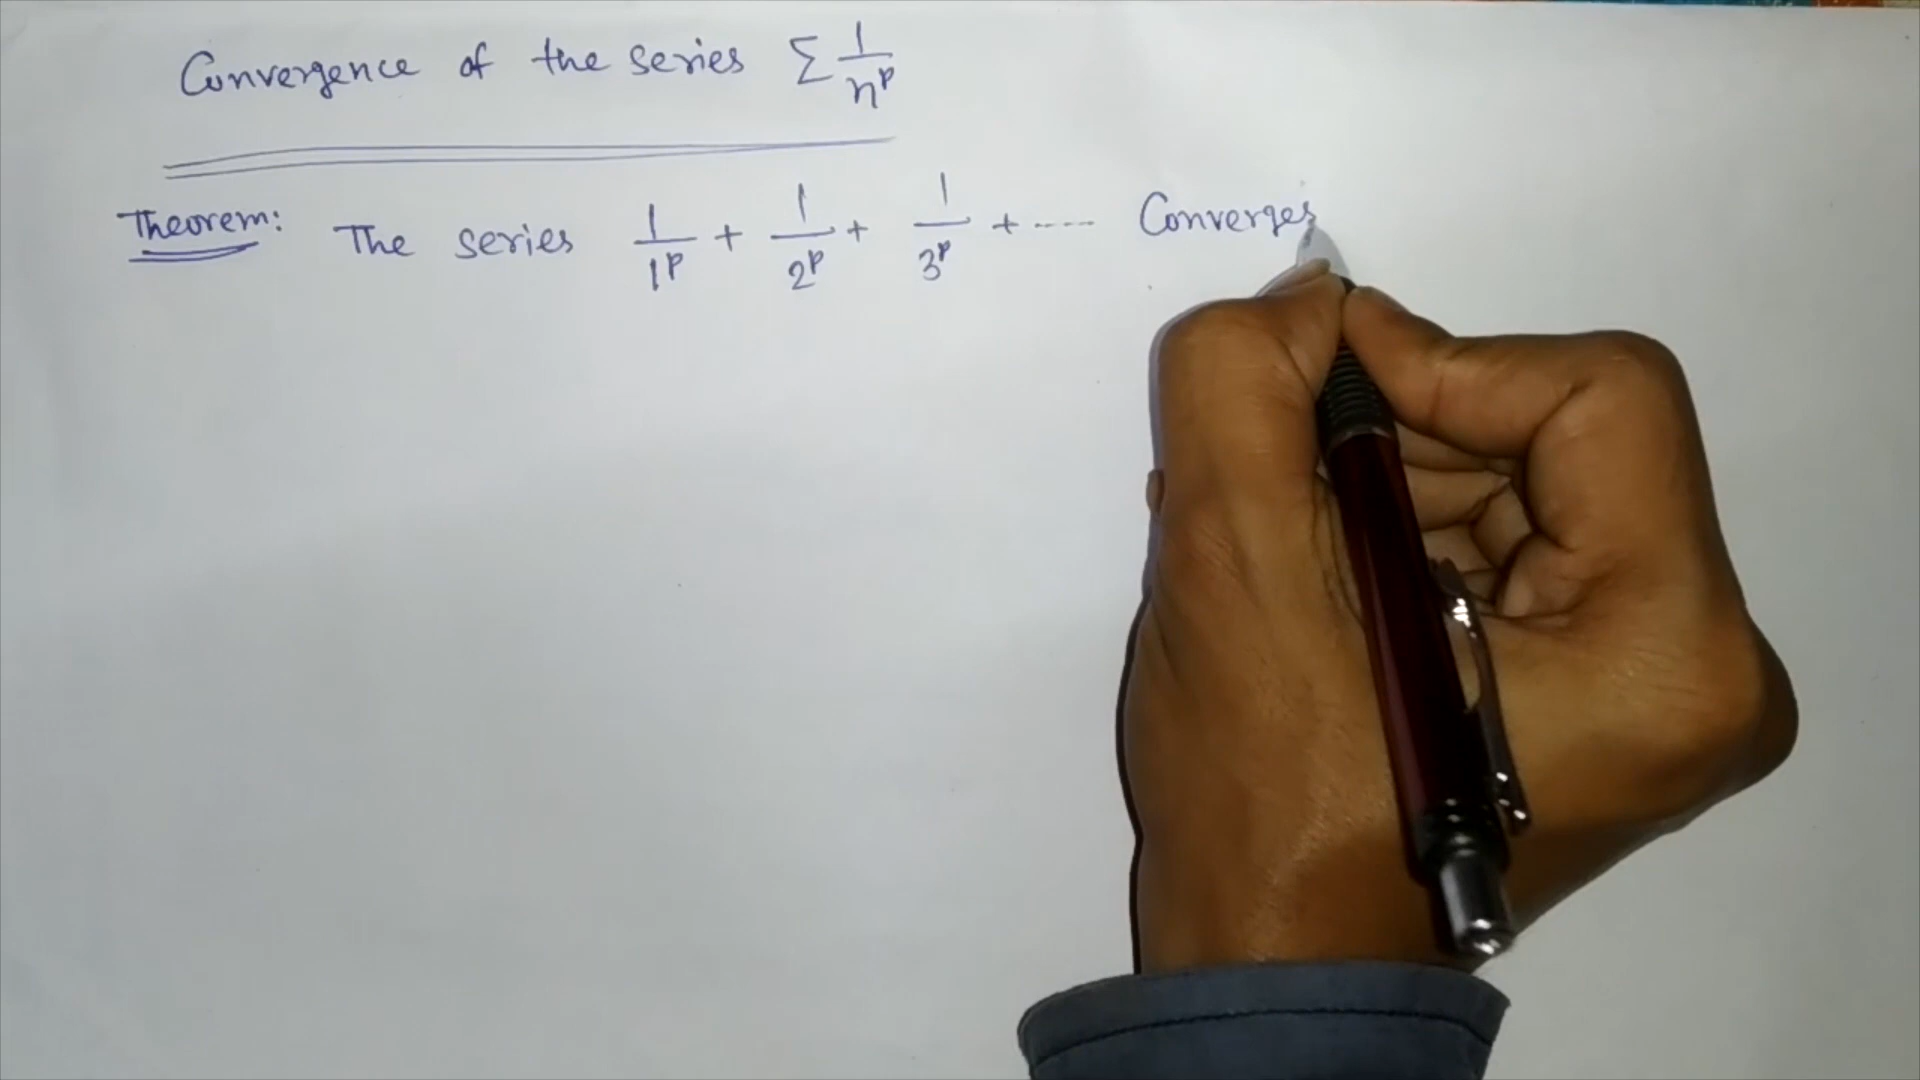 Convergence of the series Σ 1/n^p
Theorem: The series 1/1^p + 1/2^p + 1/3^p + ..... Converges